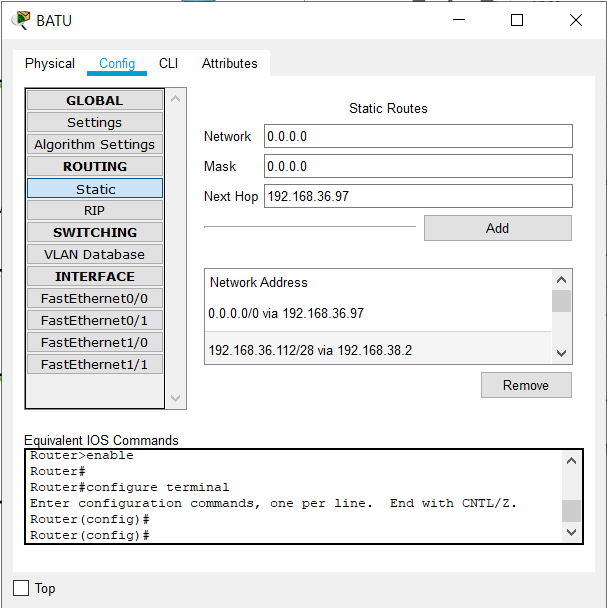 BATU
Physical Config CLI Attributes
GLOBAL
Settings
Algorithm Settings
ROUTING
Static
RIP
SWITCHING
VLAN Database
INTERFACE
FastEthernet0/0
FastEthernet0/1
FastEthernet1/0
FastEthernet1/1
Static Routes
Network 0.0.0.0
Mask 0.0.0.0
Next Hop 192.168.36.97
Add
Network Address
0.0.0.0/0 via 192.168.36.97
192.168.36.112/28 via 192.168.38.2
Remove
Equivalent IOS Commands
Router>enable
Router#
Router#configure terminal
Enter configuration commands, one per line. End with CNTL/Z.
Router(config)#
Router(config)#
Top